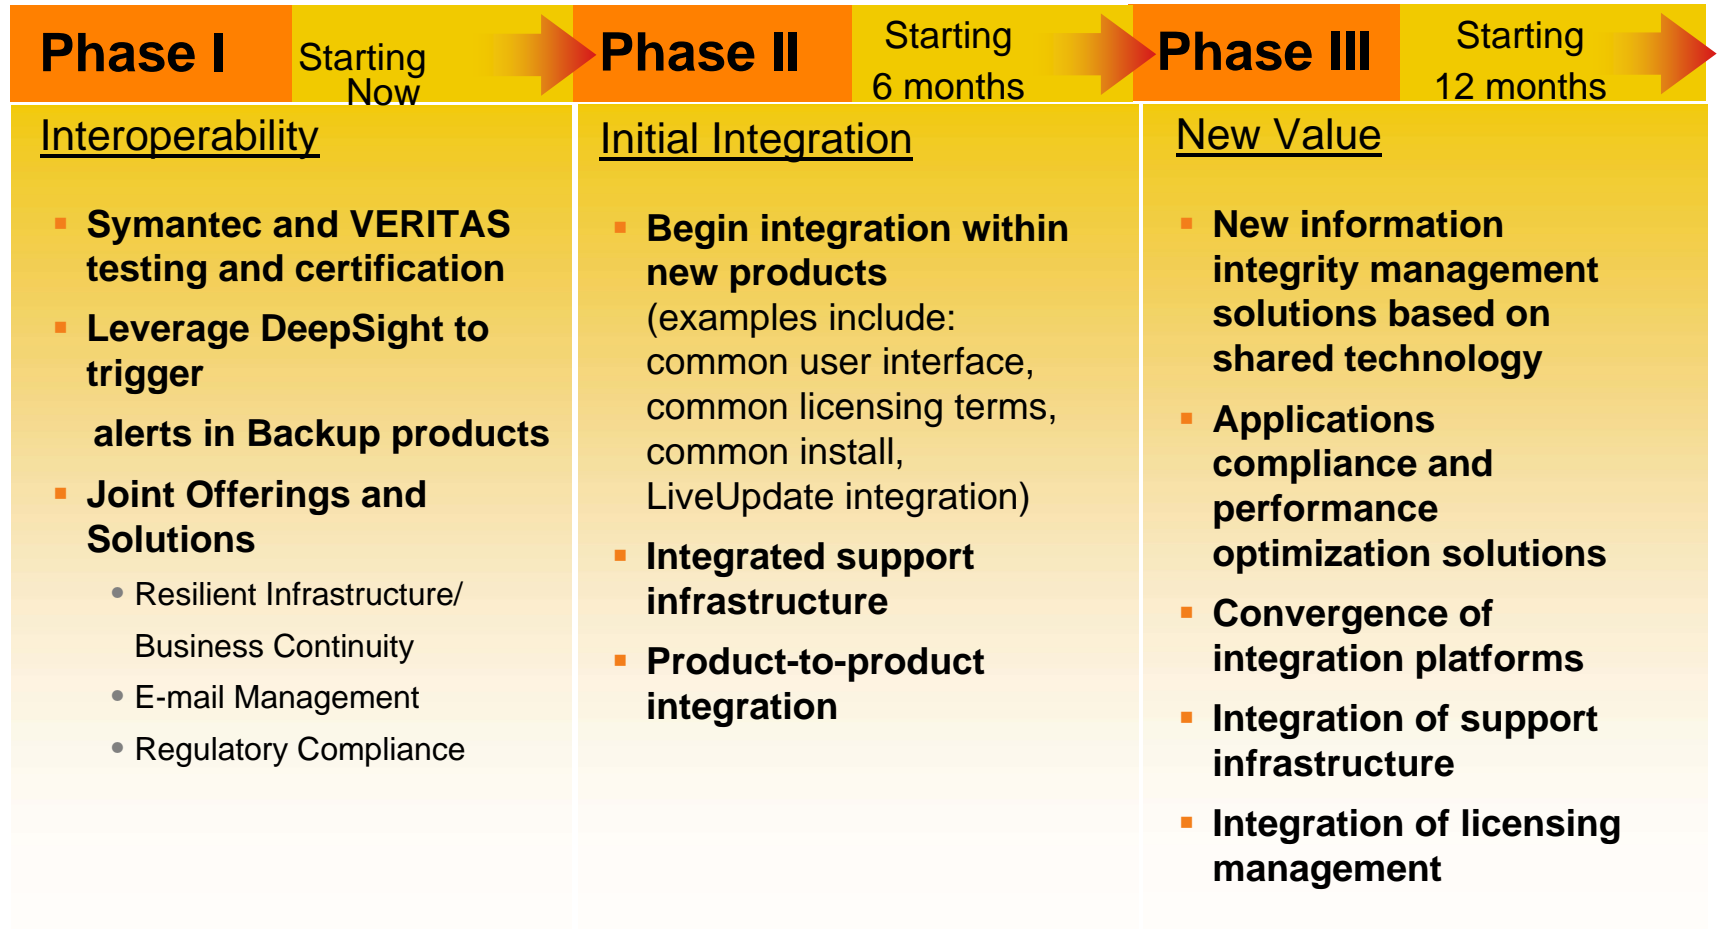 Phase I
Starting
Now
Phase II
Starting
6 months
Phase III
Starting
12 months
Interoperability
▪ Symantec and VERITAS
testing and certification
▪ Leverage DeepSight to
trigger
alerts in Backup products
▪ Joint Offerings and
Solutions
• Resilient Infrastructure/
Business Continuity
• E-mail Management
• Regulatory Compliance
Initial Integration
▪ Begin integration within
new products
(examples include:
common user interface,
common licensing terms,
common install,
LiveUpdate integration)
▪ Integrated support
infrastructure
▪ Product-to-product
integration
New Value
▪ New information
integrity management
solutions based on
shared technology
▪ Applications
compliance and
performance
optimization solutions
▪ Convergence of
integration platforms
▪ Integration of support
infrastructure
▪ Integration of licensing
management